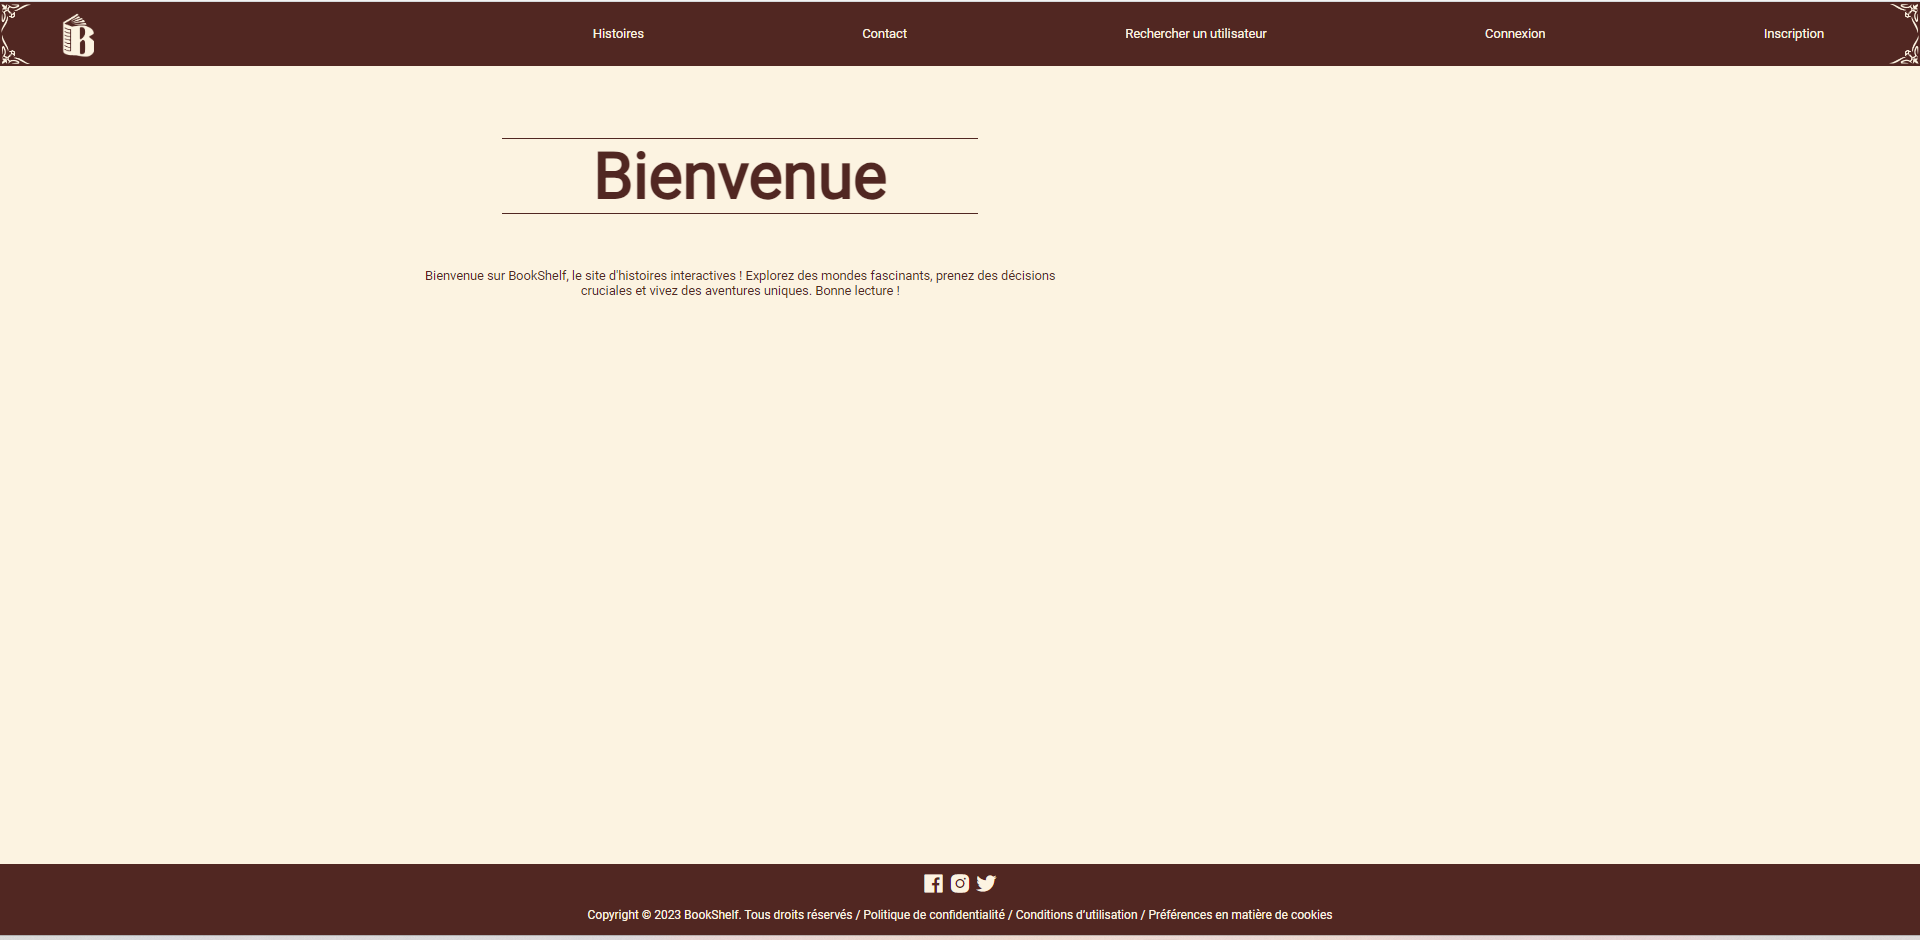 B
Histoires
Contact
Rechercher un utilisateur
Connexion
Inscription
Bienvenue
Bienvenue sur BookShelf, le site d'histoires interactives ! Explorez des mondes fascinants, prenez des décisions
cruciales et vivez des aventures uniques. Bonne lecture !
Copyright © 2023 BookShelf. Tous droits réservés / Politique de confidentialité / Conditions d'utilisation / Préférences en matière de cookies